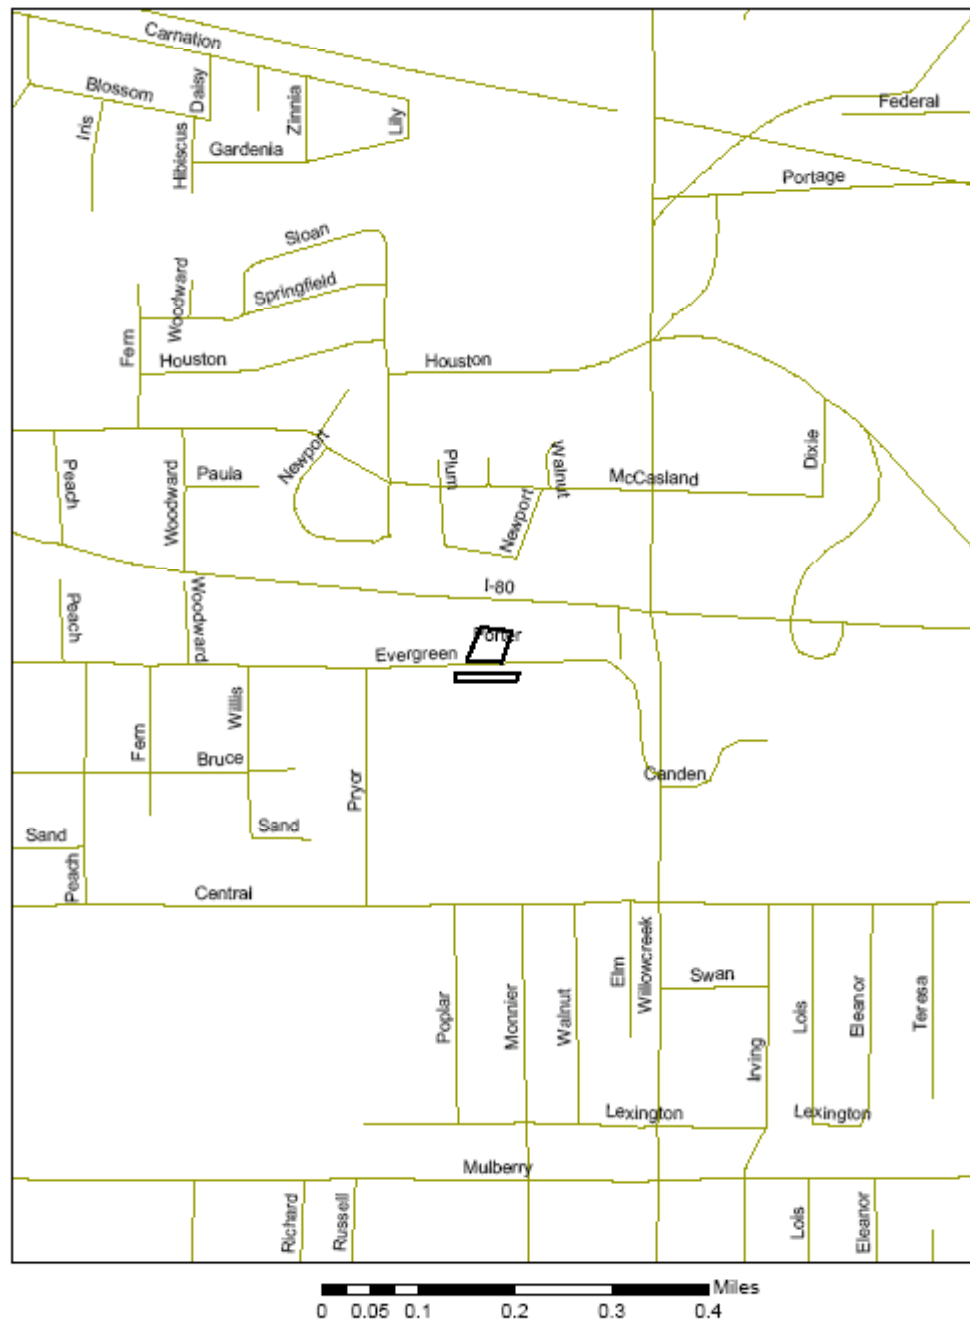 Carnation
Blossom
Daisy
Iris
Hibiscus
Zinnia
Lily
Gardenia
Federal
Portage
Sloan
Springfield
Woodward
Fern
Houston
Houston
Dixie
Newport
Peach
Woodward
Paula
Plum
Walnut
McCasland
Newport
I-80
Peach
Woodward
Porter
Evergreen
Willis
Fern
Bruce
Pryor
Canden
Sand
Sand
Peach
Central
Elm
Willowcreek
Swan
Poplar
Monnier
Walnut
Lois
Eleanor
Teresa
Irving
Lexington
Lexington
Mulberry
Richard
Russell
Lois
Eleanor
Miles
0 0.05 0.1 0.2 0.3 0.4